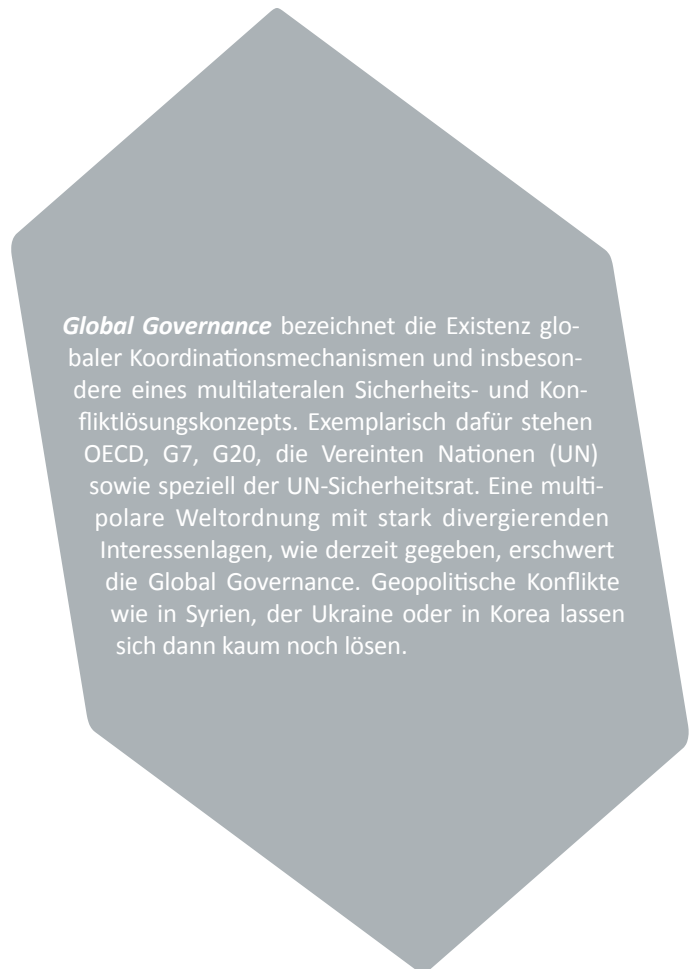 Global Governance bezeichnet die Existenz glo-
baler Koordinationsmechanismen und insbeson-
dere eines multilateralen Sicherheits- und Kon-
fliktlösungskonzepts. Exemplarisch dafür stehen
OECD, G7, G20, die Vereinten Nationen (UN)
sowie speziell der UN-Sicherheitsrat. Eine multi-
polare Weltordnung mit stark divergierenden
Interessenlagen, wie derzeit gegeben, erschwert
die Global Governance. Geopolitische Konflikte
wie in Syrien, der Ukraine oder in Korea lassen
sich dann kaum noch lösen.